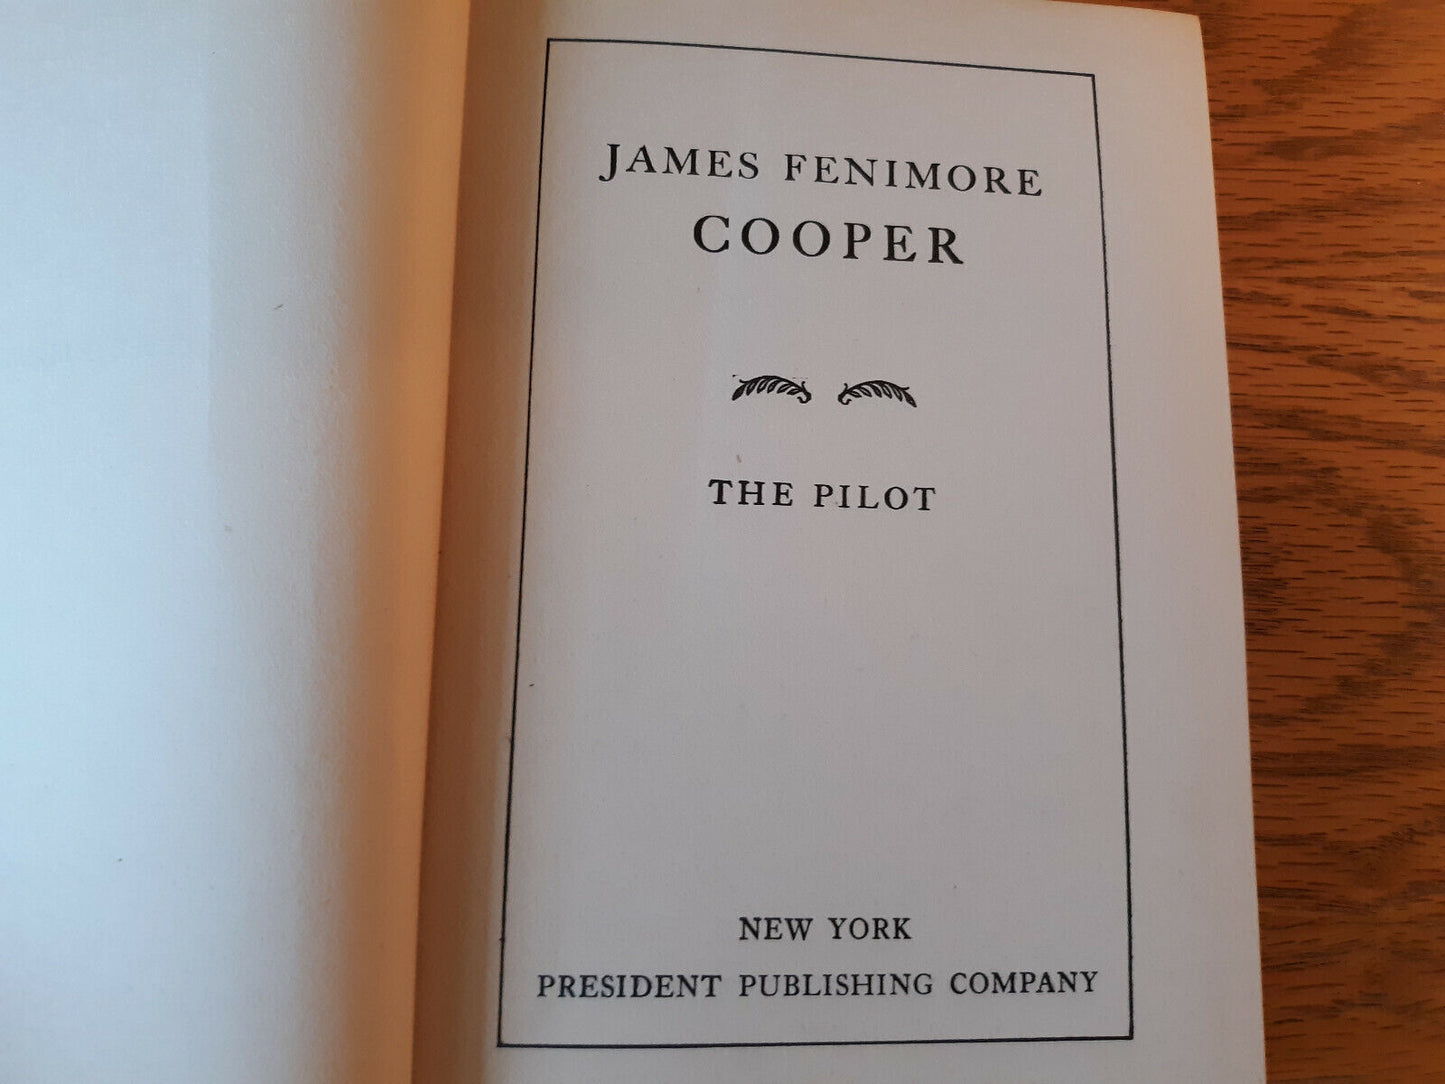 JAMES FENIMORE
COOPER
THE PILOT
NEW YORK
PRESIDENT PUBLISHING COMPANY